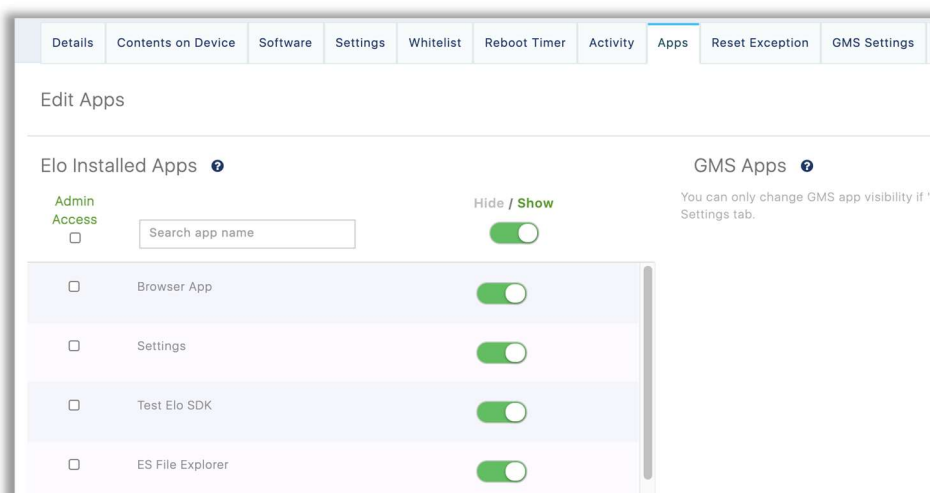 Details Contents on Device Software Settings Whitelist Reboot Timer Activity Apps Reset Exception GMS Settings
Edit Apps
Elo Installed Apps ?
Admin
Access
Search app name
Hide / Show
Browser App
Settings
Test Elo SDK
ES File Explorer
GMS Apps ?
You can only change GMS app visibility if "
Settings tab.